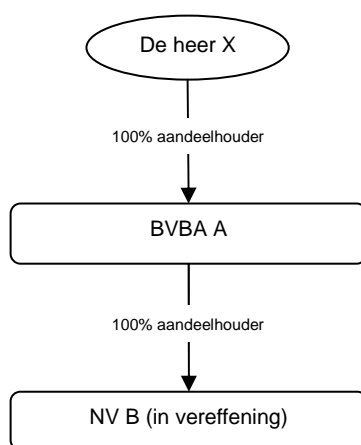 De heer X
100% aandeelhouder
BVBA A
100% aandeelhouder
NV B (in vereffening)